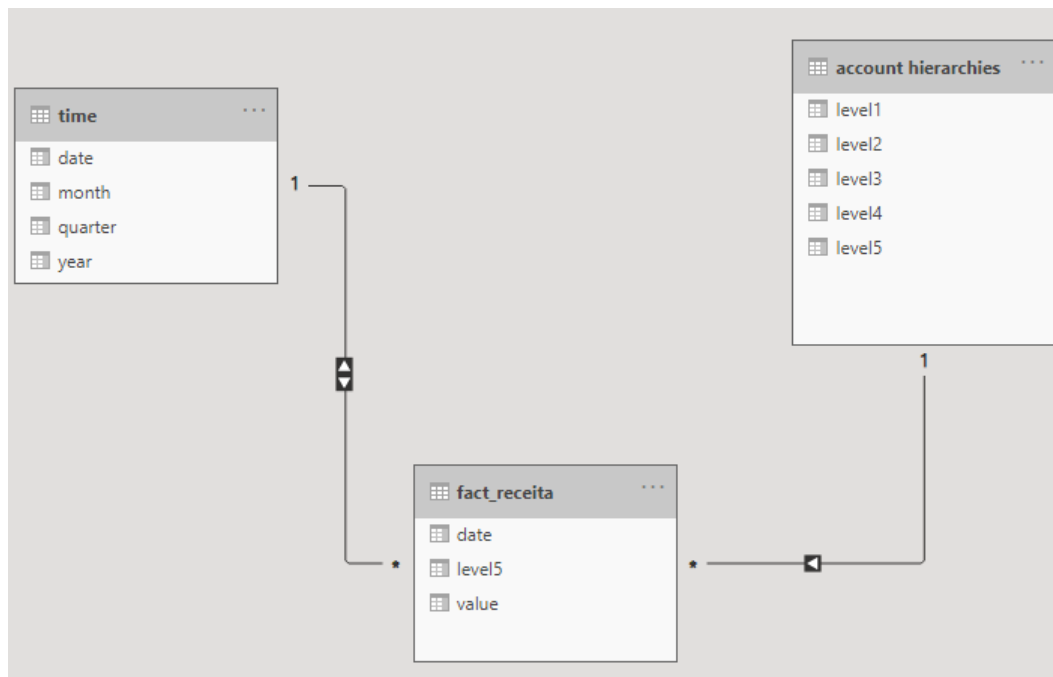 time
...
date
month
quarter
year
1
account hierarchies
...
level1
level2
level3
level4
level5
1
fact_receita
...
date
level5
value
*
*